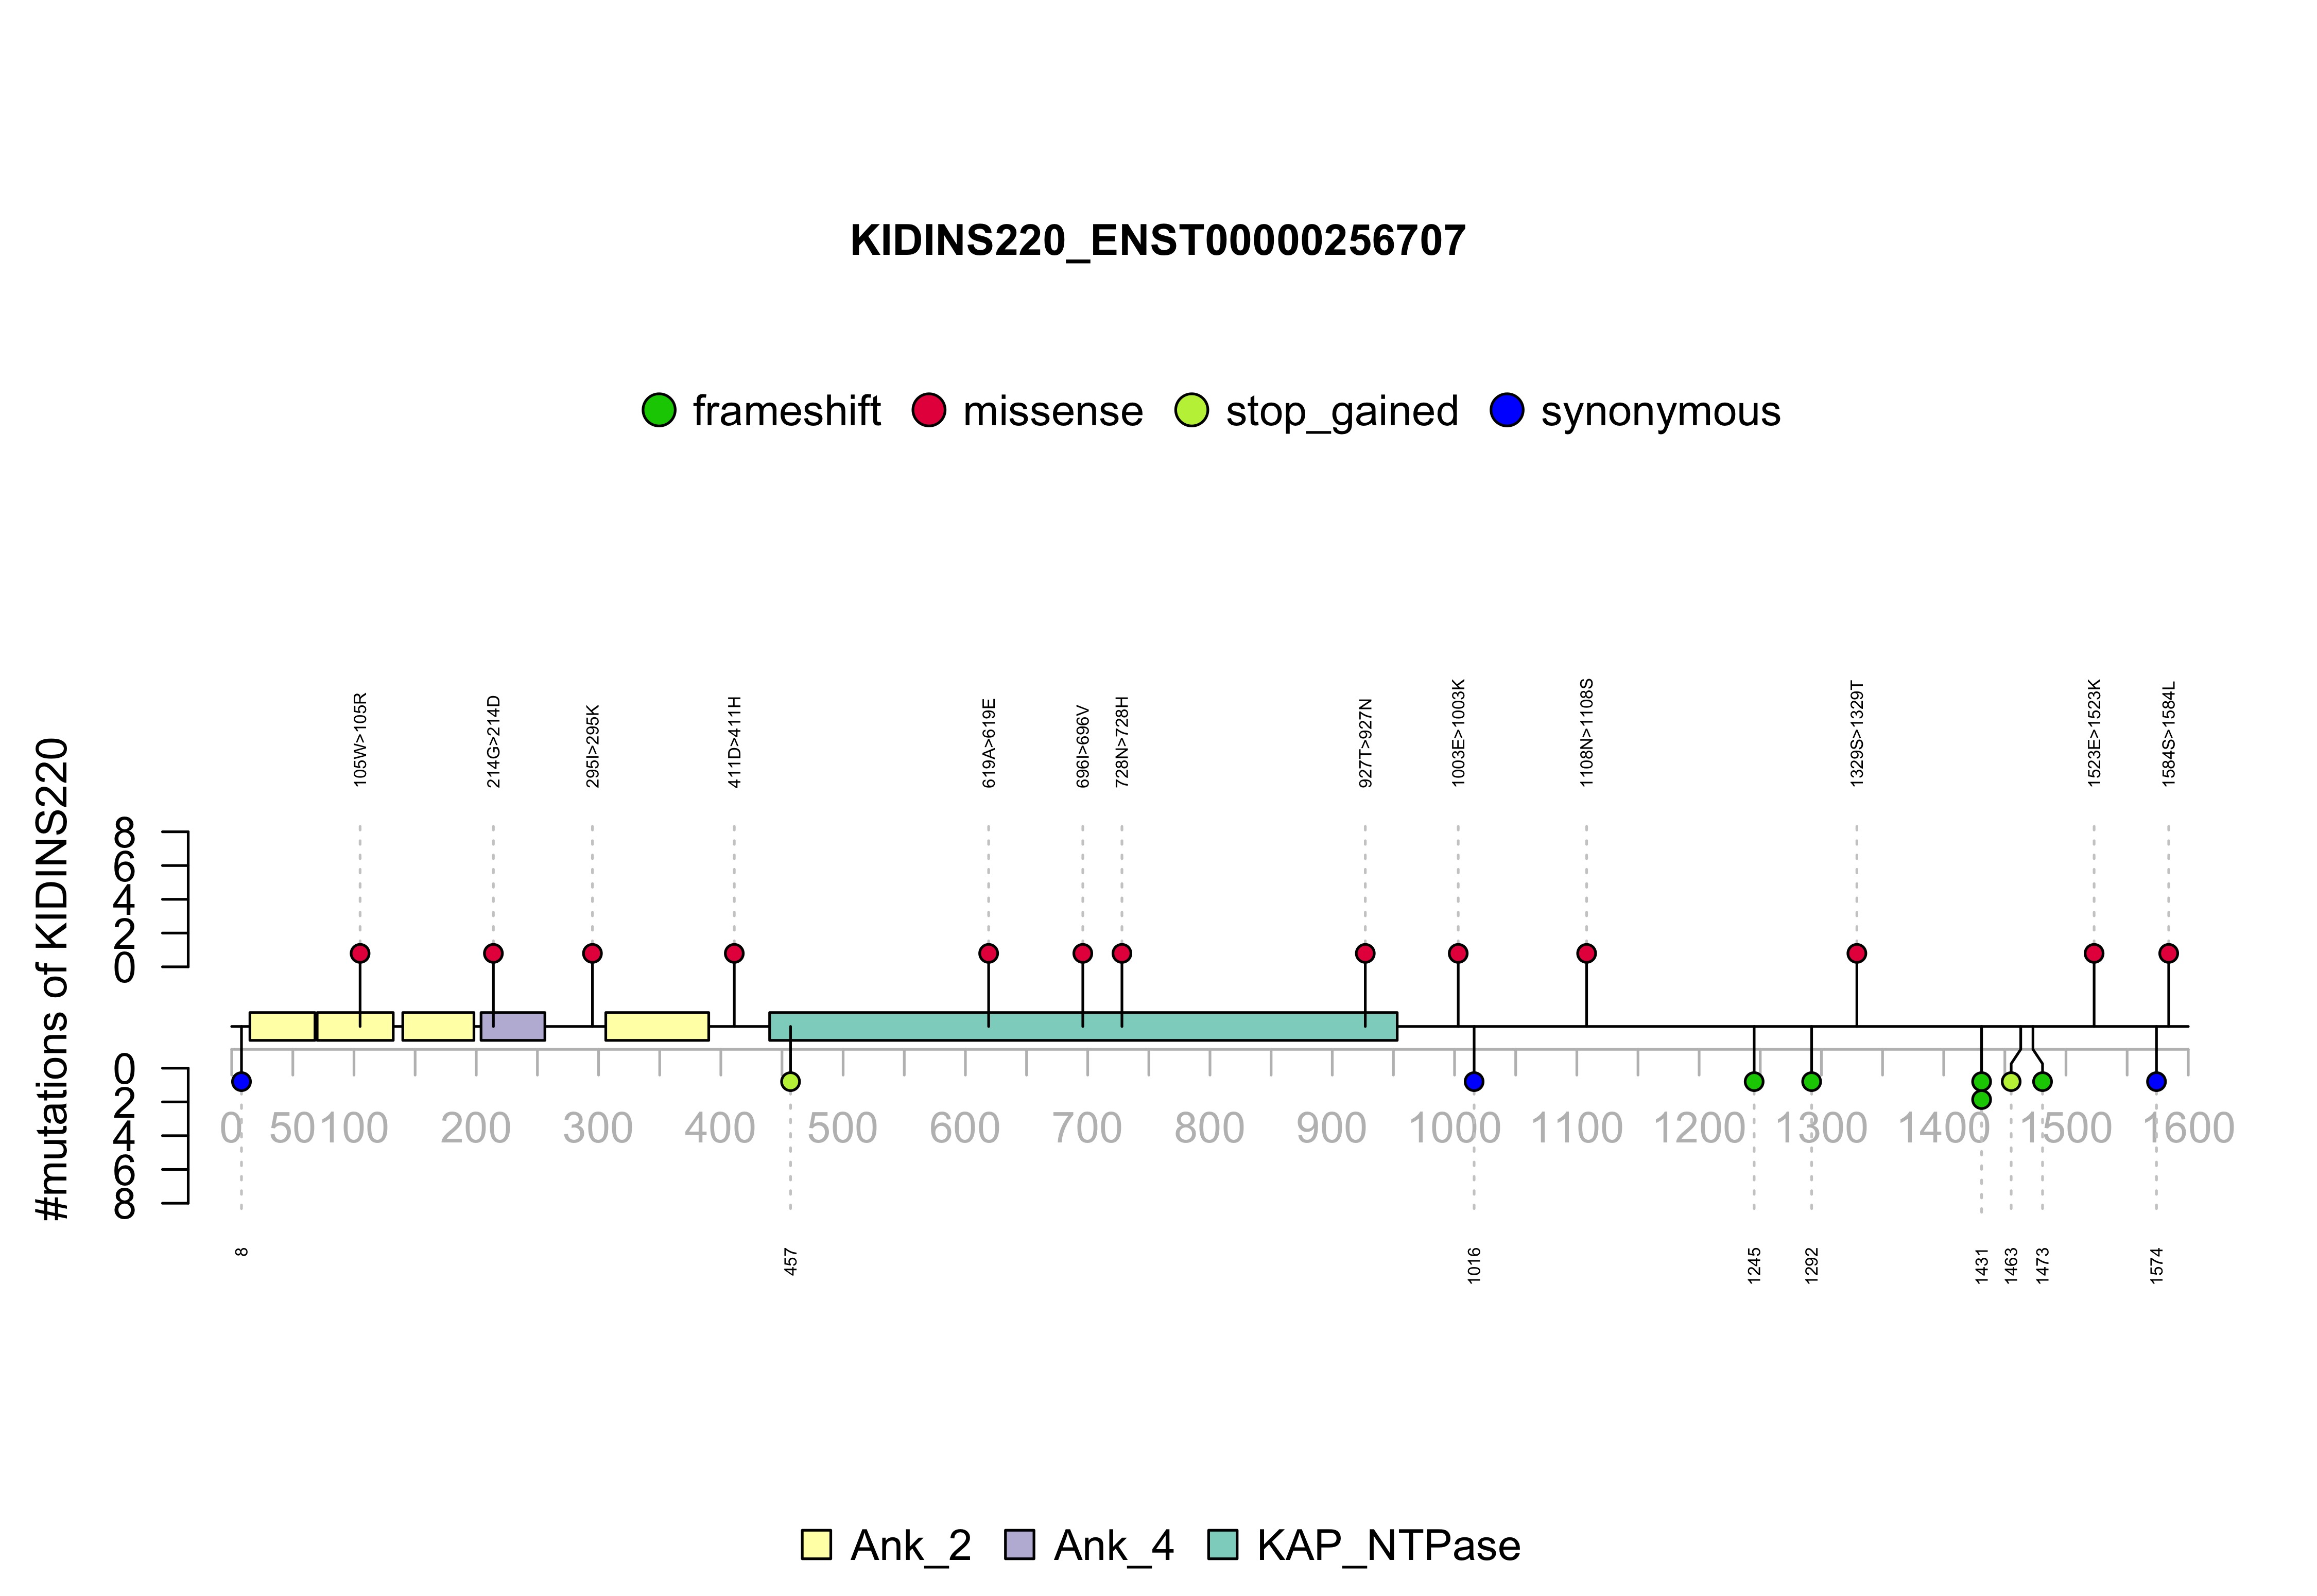 KIDINS220_ENST00000256707
frameshift missense stop_gained synonymous
105W>105R
214G>214D
295I>295K
411D>411H
619A>619E
696I>696V
728N>728H
927T>927N
1003E>1003K
1108N>1108S
1329S>1329T
1523E>1523K
1584S>1584L
#mutations of KIDINS220
8
6
4
2
0
0
2
4
6
8
0 50 100 200 300 400 500 600 700 800 900 1000 1100 1200 1300 1400 1500 1600
8
457
1016
1245
1292
1431
1463
1473
1574
Ank_2 Ank_4 KAP_NTPase